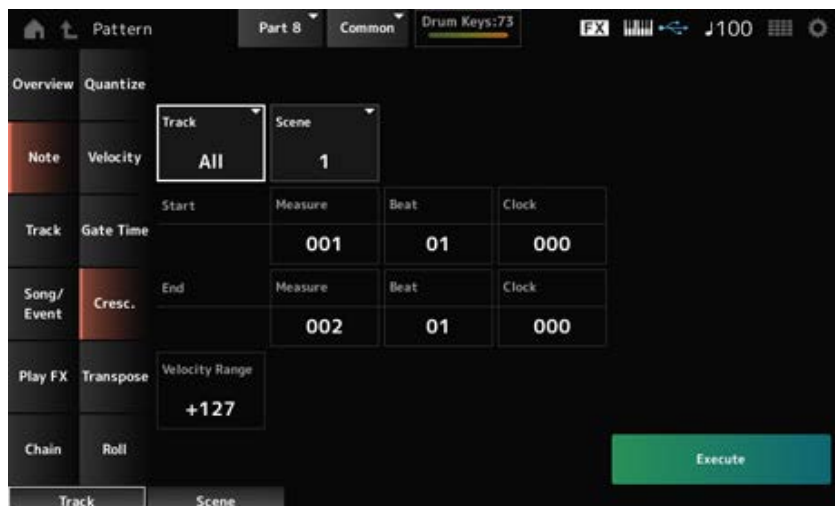 Pattern
Part 8
Common
Drum Keys:73
FX
♩100
Overview
Quantize
Track
All
Scene
1
Note
Velocity
Start
Measure
001
Beat
01
Clock
000
Track
Gate Time
End
Measure
002
Beat
01
Clock
000
Song/
Event
Cresc.
Velocity Range
+127
Play FX
Transpose
Chain
Roll
Execute
Track
Scene